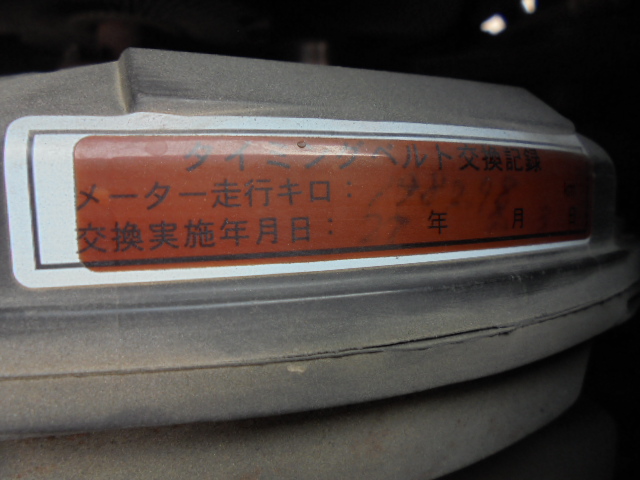 タイミングベルト交換記録
メーター走行キロ：198298
交換実施年月日： 年 月